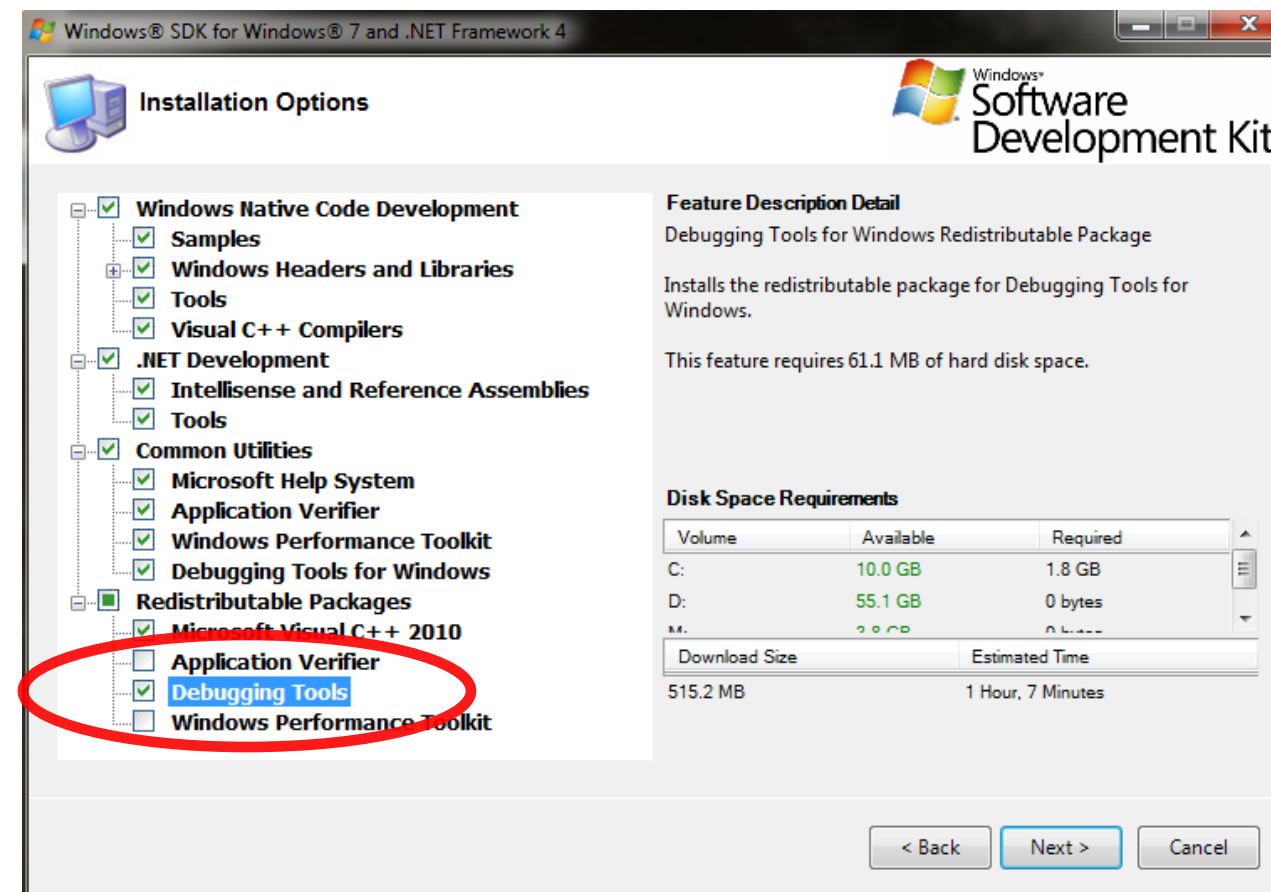 Windows® SDK for Windows® 7 and .NET Framework 4
Installation Options
Windows®
Software
Development Kit
Windows Native Code Development
Samples
Windows Headers and Libraries
Tools
Visual C++ Compilers
.NET Development
Intellisense and Reference Assemblies
Tools
Common Utilities
Microsoft Help System
Application Verifier
Windows Performance Toolkit
Debugging Tools for Windows
Redistributable Packages
Microsoft Visual C++ 2010
Application Verifier
Debugging Tools
Windows Performance Toolkit
Feature Description Detail
Debugging Tools for Windows Redistributable Package
Installs the redistributable package for Debugging Tools for
Windows.
This feature requires 61.1 MB of hard disk space.
Disk Space Requirements
Volume Available Required
C: 10.0 GB 1.8 GB
D: 55.1 GB 0 bytes
Download Size Estimated Time
515.2 MB 1 Hour, 7 Minutes
< Back Next > Cancel